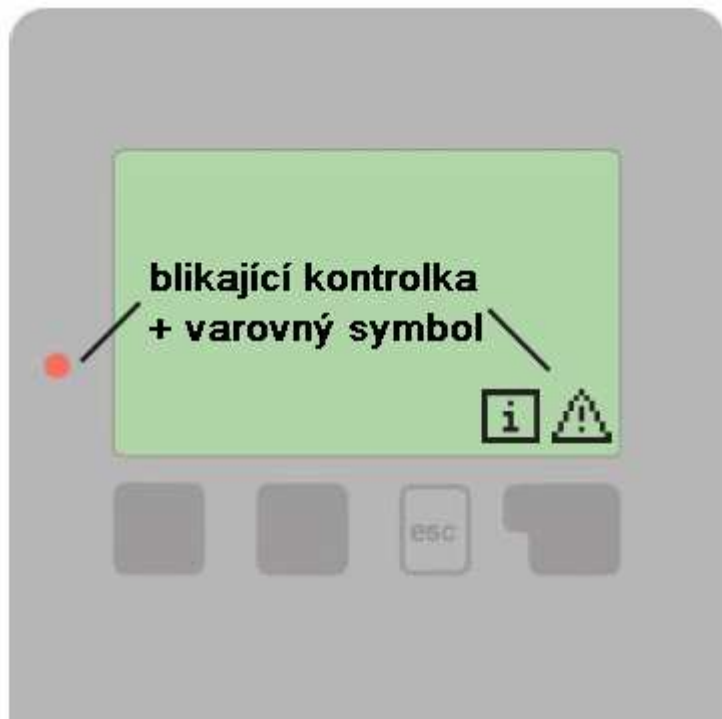 blikající kontrolka
+ varovný symbol
i
esc